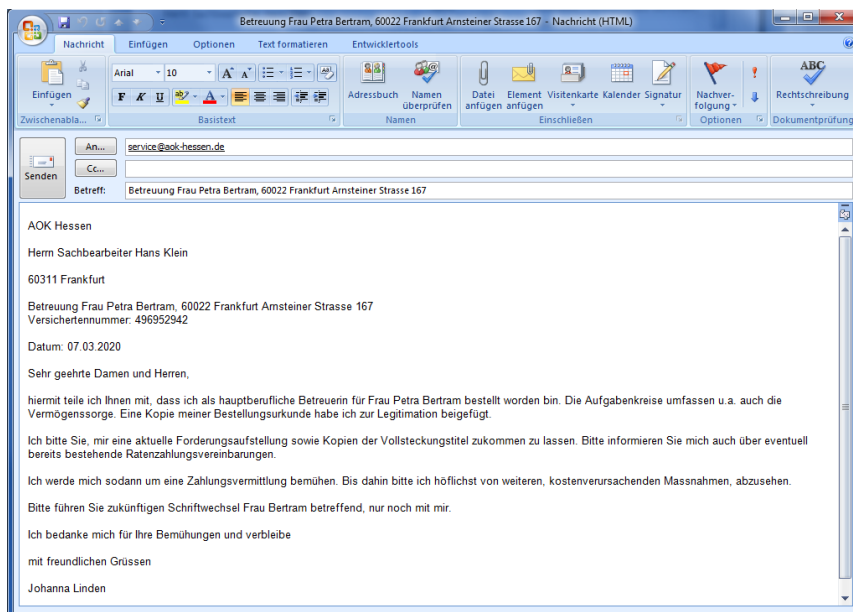 Betreuung Frau Petra Bertram, 60022 Frankfurt Arnsteiner Strasse 167 - Nachricht (HTML)
Nachricht Einfügen Optionen Text formatieren Entwicklertools
Einfügen
Zwischenabla...
Arial 10
F K U
Basistext
Adressbuch Namen überprüfen
Namen
Datei anfügen Element anfügen Visitenkarte Kalender Signatur
Einschließen
Nachver-folgung
Optionen
ABC
Rechtschreibung
Dokumentprüfung
Senden
An... service@aok-hessen.de
Cc...
Betreff: Betreuung Frau Petra Bertram, 60022 Frankfurt Arnsteiner Strasse 167
AOK Hessen
Herrn Sachbearbeiter Hans Klein
60311 Frankfurt
Betreuung Frau Petra Bertram, 60022 Frankfurt Arnsteiner Strasse 167
Versichertennummer: 496952942
Datum: 07.03.2020
Sehr geehrte Damen und Herren,
hiermit teile ich Ihnen mit, dass ich als hauptberufliche Betreuerin für Frau Petra Bertram bestellt worden bin. Die Aufgabenkreise umfassen u.a. auch die
Vermögenssorge. Eine Kopie meiner Bestellungsurkunde habe ich zur Legitimation beigefügt.
Ich bitte Sie, mir eine aktuelle Forderungsaufstellung sowie Kopien der Vollsteckungstitel zukommen zu lassen. Bitte informieren Sie mich auch über eventuell
bereits bestehende Ratenzahlungsvereinbarungen.
Ich werde mich sodann um eine Zahlungsvermittlung bemühen. Bis dahin bitte ich höflichst von weiteren, kostenverursachenden Massnahmen, abzusehen.
Bitte führen Sie zukünftigen Schriftwechsel Frau Bertram betreffend, nur noch mit mir.
Ich bedanke mich für Ihre Bemühungen und verbleibe
mit freundlichen Grüssen
Johanna Linden